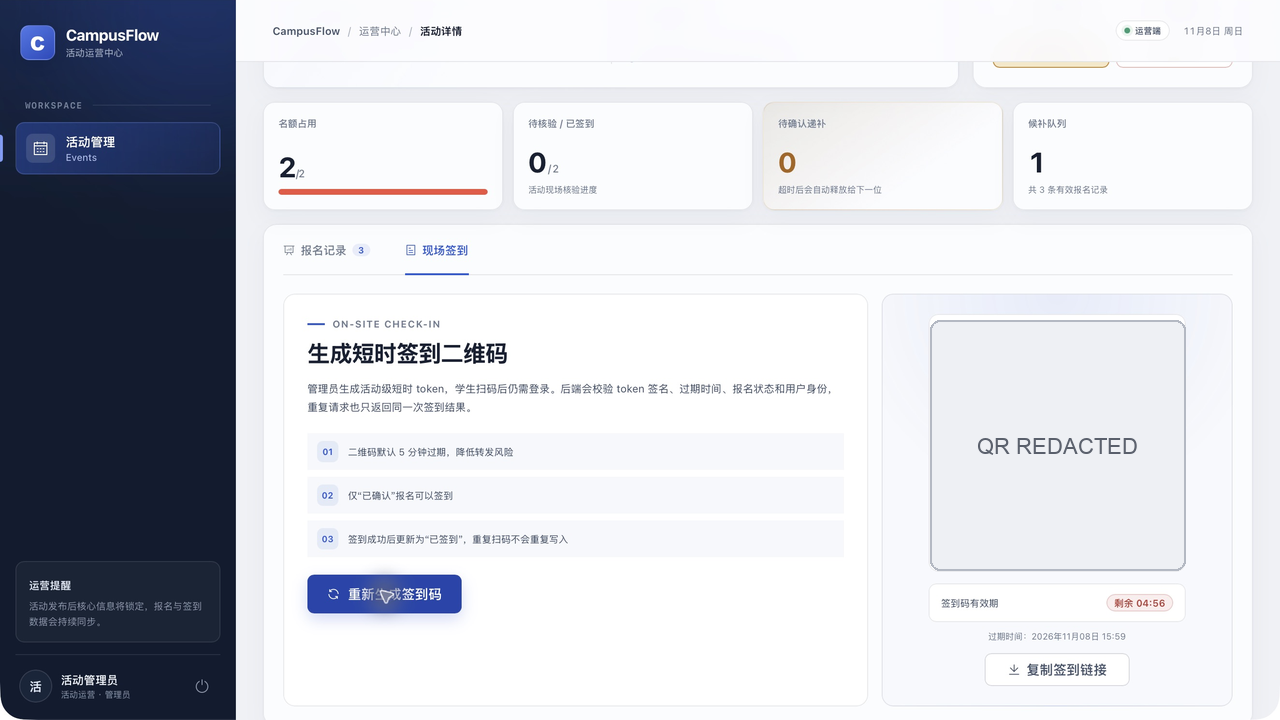 C
CampusFlow
活动运营中心
WORKSPACE
活动管理
Events
运营提醒
活动发布后核心信息将锁定，报名与签到
数据会持续同步。
活
活动管理员
活动运营 · 管理员
CampusFlow / 运营中心 / 活动详情
运营端
11月8日 周日
名额占用
2/2
待核验 / 已签到
0/2
活动现场核验进度
待确认递补
0
超时后会自动释放给下一位
候补队列
1
共 3 条有效报名记录
报名记录 3
现场签到
ON-SITE CHECK-IN
生成短时签到二维码
管理员生成活动级短时 token，学生扫码后仍需登录。后端会校验 token 签名、过期时间、报名状态和用户身份，
重复请求也只返回同一次签到结果。
01 二维码默认 5 分钟过期，降低转发风险
02 仅“已确认”报名可以签到
03 签到成功后更新为“已签到”，重复扫码不会重复写入
重新生成签到码
QR REDACTED
签到码有效期
剩余 04:56
过期时间：2026年11月08日 15:59
复制签到链接